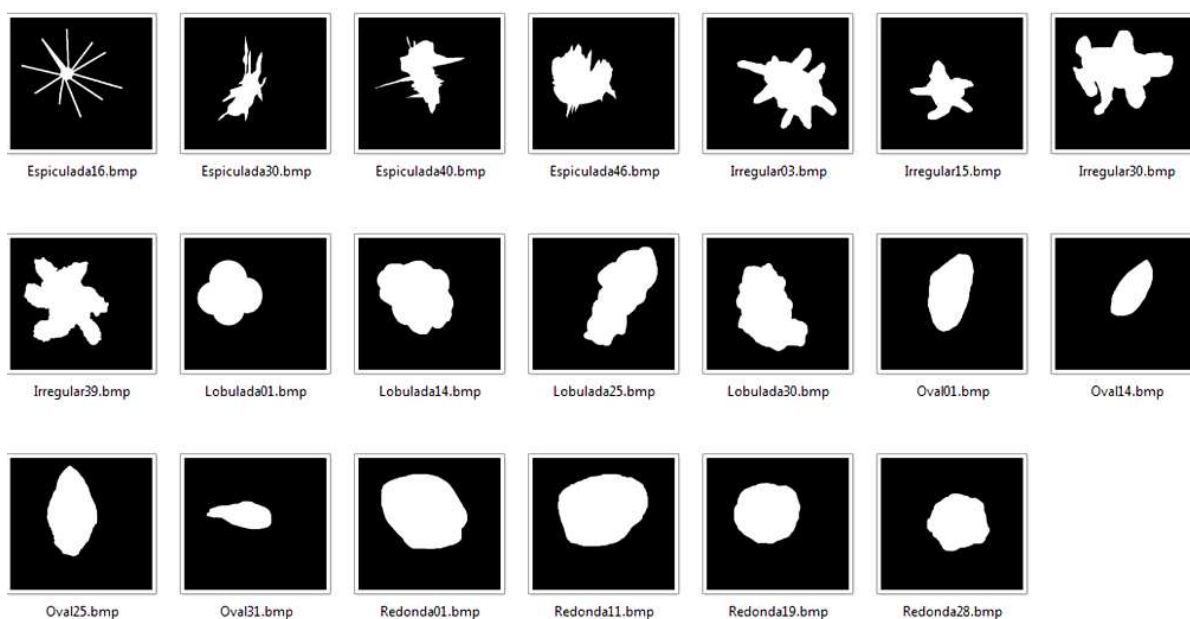 Espiculada16.bmp Espiculada30.bmp Espiculada40.bmp Espiculada46.bmp Irregular03.bmp Irregular15.bmp Irregular30.bmp
Irregular39.bmp Lobulada01.bmp Lobulada14.bmp Lobulada25.bmp Lobulada30.bmp Oval01.bmp Oval14.bmp
Oval25.bmp Oval31.bmp Redonda01.bmp Redonda11.bmp Redonda19.bmp Redonda28.bmp